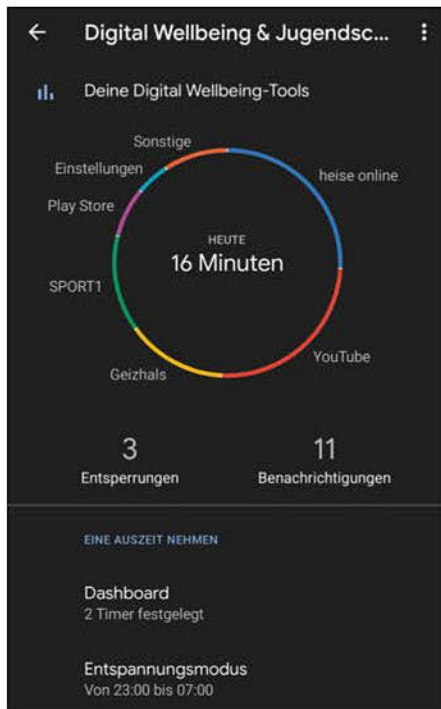 Digital Wellbeing & Jugendsc...
Deine Digital Wellbeing-Tools
Sonstige
Einstellungen
heise online
Play Store
HEUTE
16 Minuten
SPORT1
YouTube
Geizhals
3
Entsperrungen
11
Benachrichtigungen
EINE AUSZEIT NEHMEN
Dashboard
2 Timer festgelegt
Entspannungsmodus
Von 23:00 bis 07:00